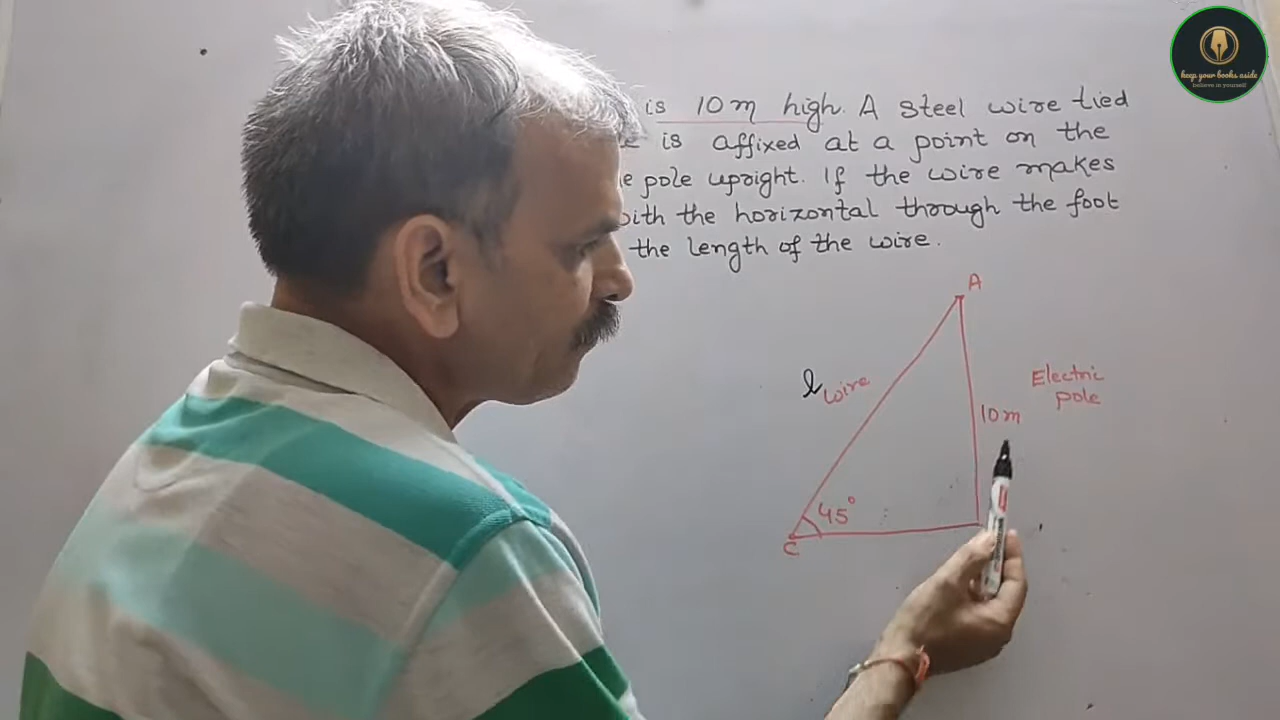 keep your books aside
believe in yourself
is 10 m high. A steel wire tied
is affixed at a point on the
pole upright. If the wire makes
with the horizontal through the foot
the length of the wire.
A
l wire
Electric
pole
10 m
45°
C